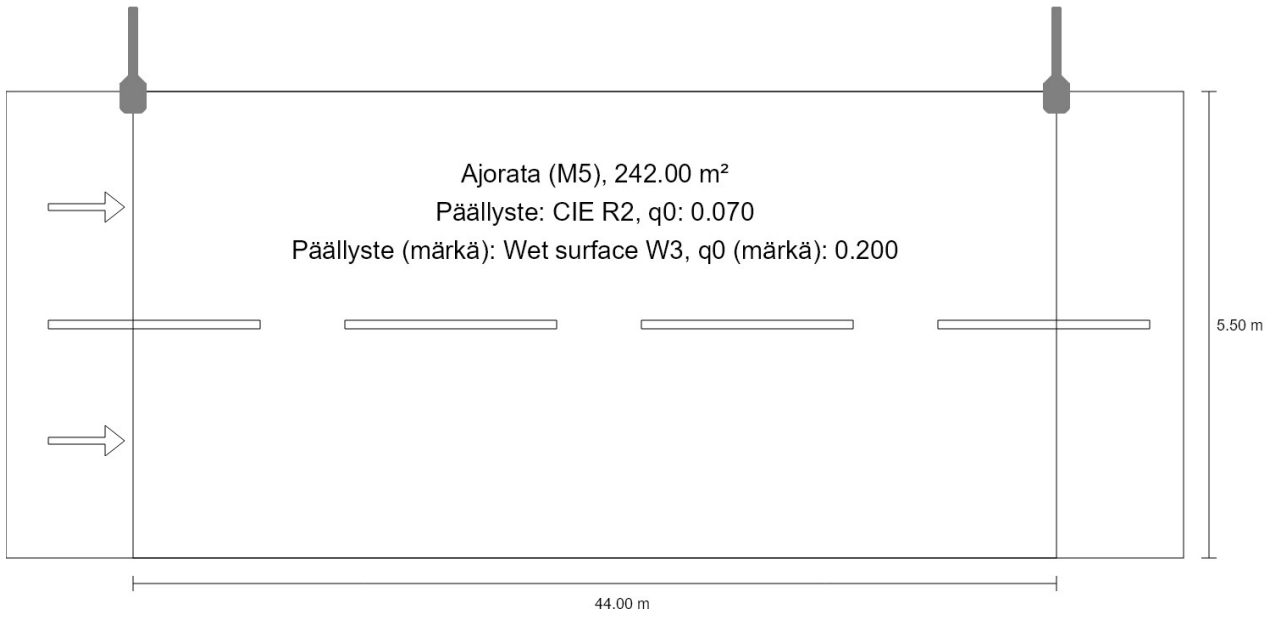 Ajorata (M5), 242.00 m²
Päällyste: CIE R2, q0: 0.070
Päällyste (märkä): Wet surface W3, q0 (märkä): 0.200
5.50 m
44.00 m